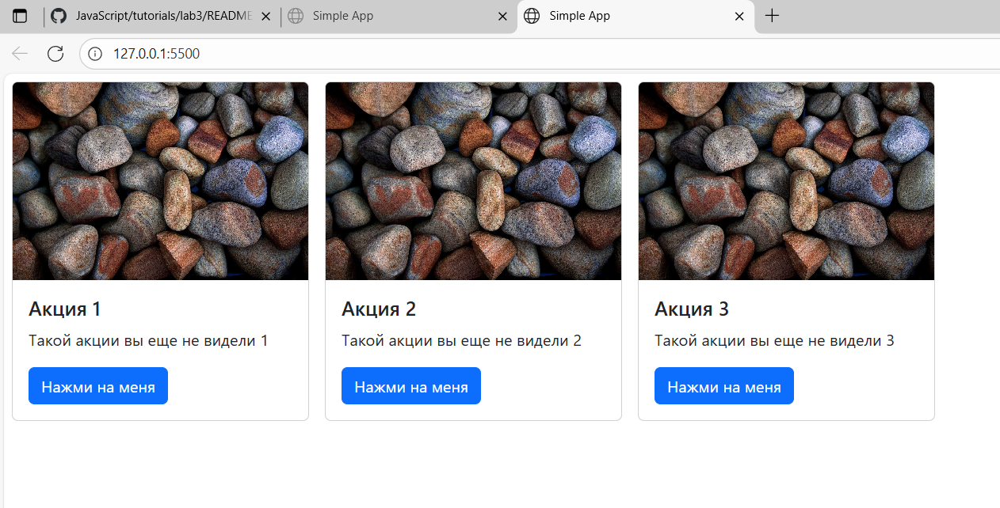 JavaScript/tutorials/lab3/README
Simple App
Simple App
127.0.0.1:5500
Акция 1
Такой акции вы еще не видели 1
Нажми на меня
Акция 2
Такой акции вы еще не видели 2
Нажми на меня
Акция 3
Такой акции вы еще не видели 3
Нажми на меня